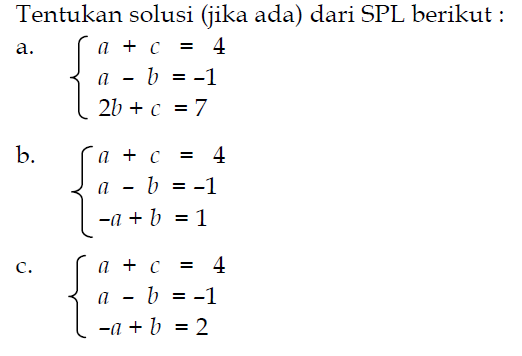 Tentukan solusi (jika ada) dari SPL berikut :
a. a + c = 4
a – b = –1
2b + c = 7
b. a + c = 4
a – b = –1
–a + b = 1
c. a + c = 4
a – b = –1
–a + b = 2